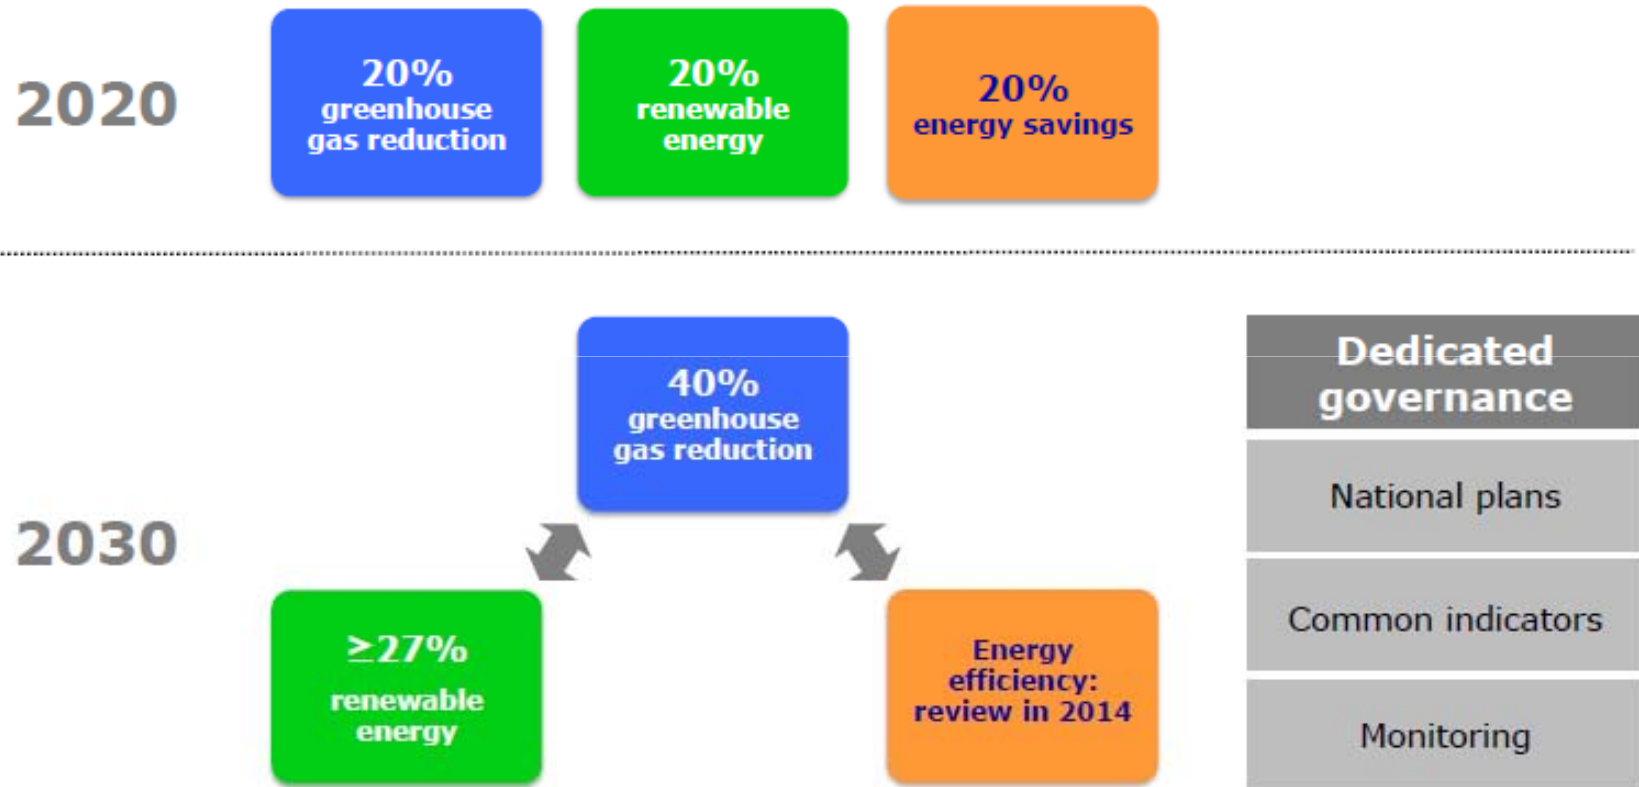 2020
20%
greenhouse
gas reduction
20%
renewable
energy
20%
energy savings
2030
40%
greenhouse
gas reduction
≥27%
renewable
energy
Energy
efficiency:
review in 2014
Dedicated
governance
National plans
Common indicators
Monitoring